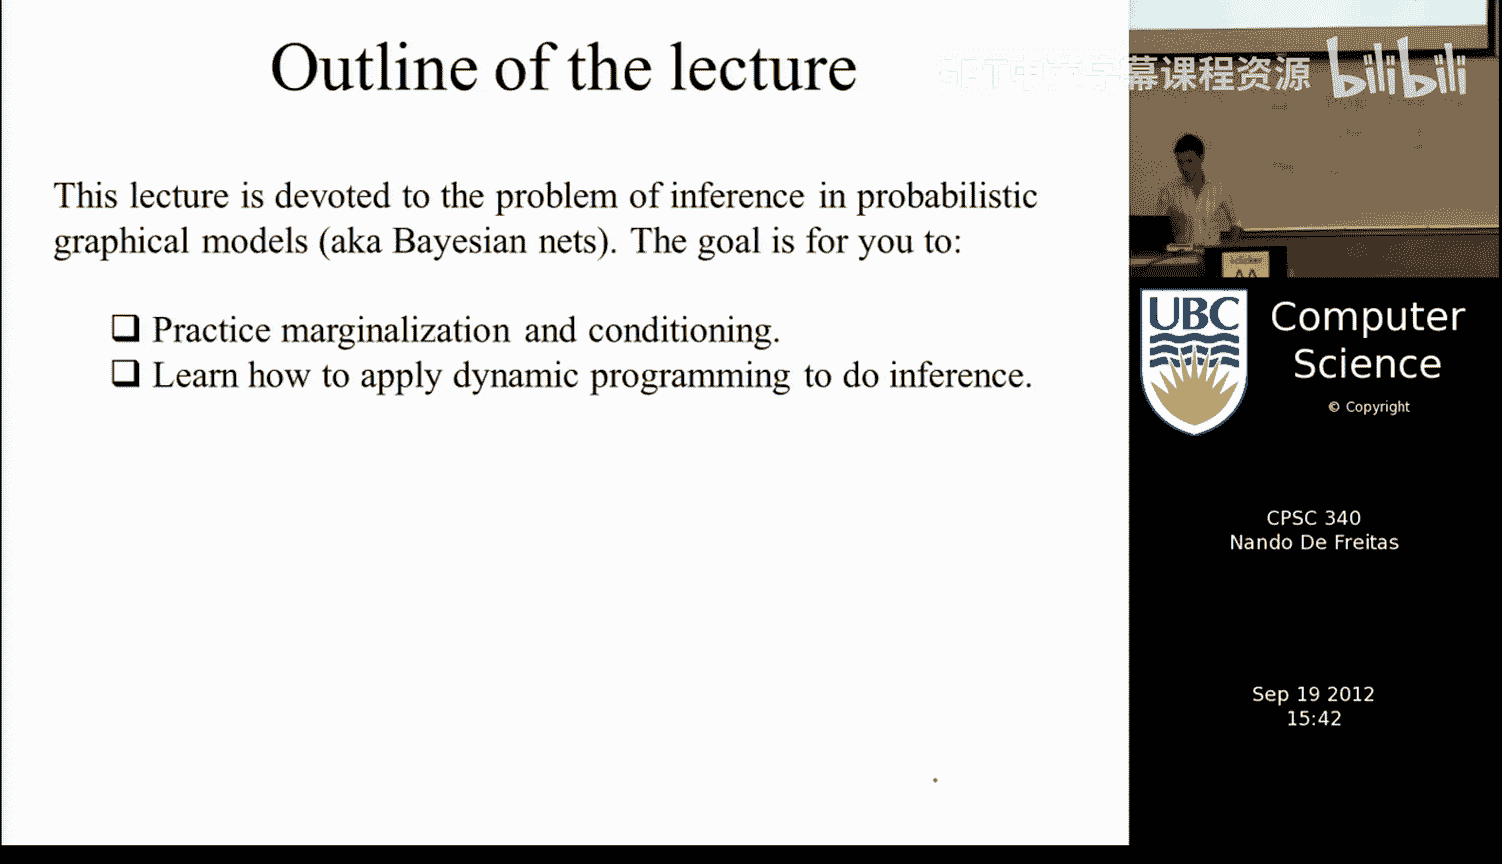 Outline of the lecture
This lecture is devoted to the problem of inference in probabilistic
graphical models (aka Bayesian nets). The goal is for you to:
Practice marginalization and conditioning.
Learn how to apply dynamic programming to do inference.
字幕课程资源 bilibili
UBC
Computer
Science
© Copyright
CPSC 340
Nando De Freitas
Sep 19 2012
15:42